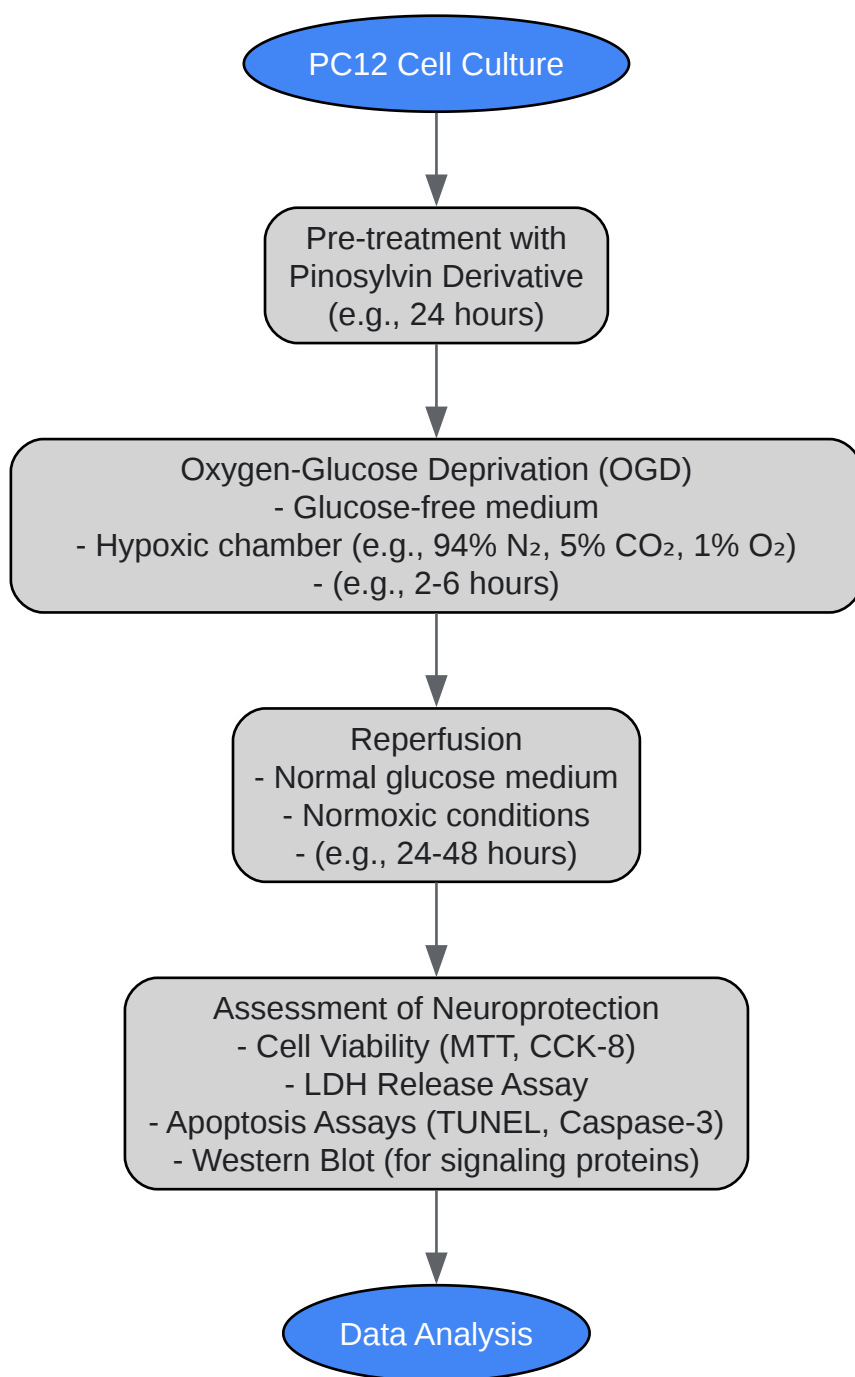 PC12 Cell Culture
Pre-treatment with
Pinosylvin Derivative
(e.g., 24 hours)
Oxygen-Glucose Deprivation (OGD)
- Glucose-free medium
- Hypoxic chamber (e.g., 94% N₂, 5% CO₂, 1% O₂)
- (e.g., 2-6 hours)
Reperfusion
- Normal glucose medium
- Normoxic conditions
- (e.g., 24-48 hours)
Assessment of Neuroprotection
- Cell Viability (MTT, CCK-8)
- LDH Release Assay
- Apoptosis Assays (TUNEL, Caspase-3)
- Western Blot (for signaling proteins)
Data Analysis